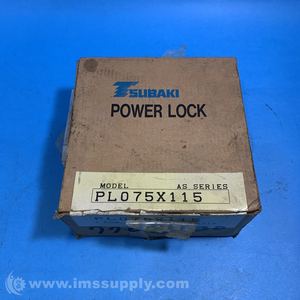 TSUBAKI
POWER LOCK
MODEL AS SERIES
PL075X115
© www.imssupply.com